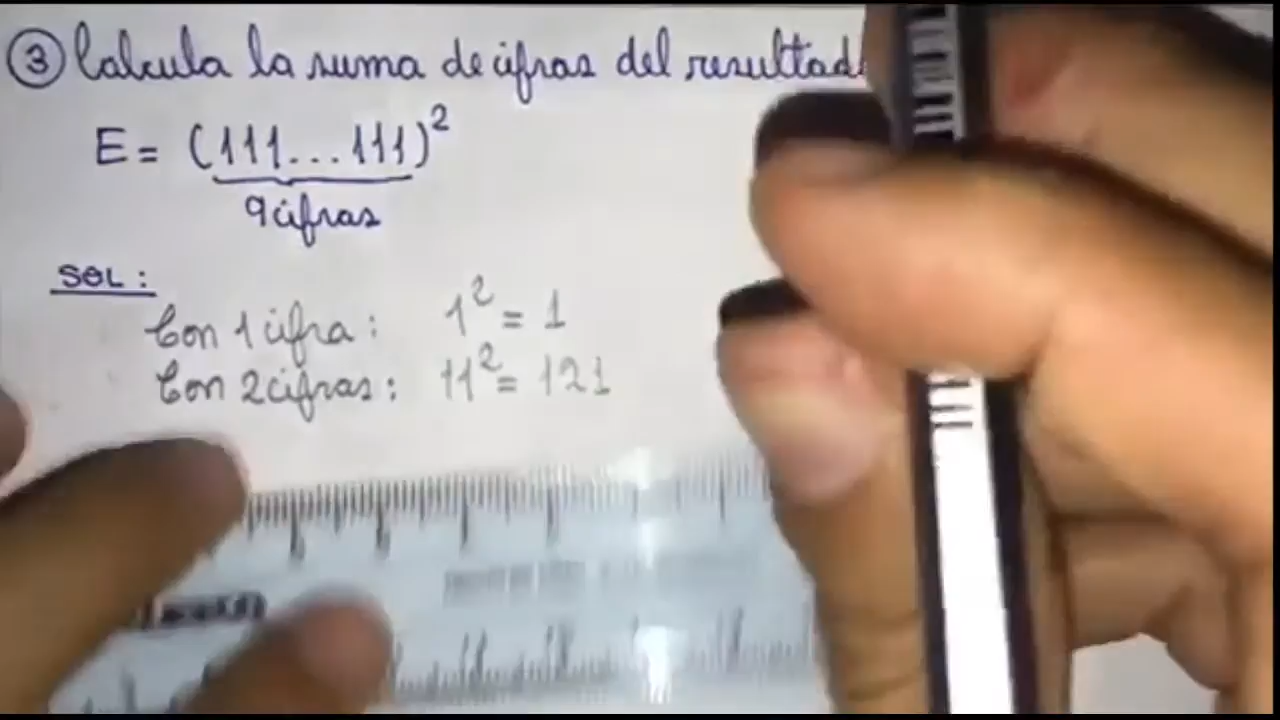 ③ Calcula la suma de cifras del resultad
E = (111...111)²
9 cifras
SOL:
Con 1 cifra: 1² = 1
Con 2 cifras: 11² = 121